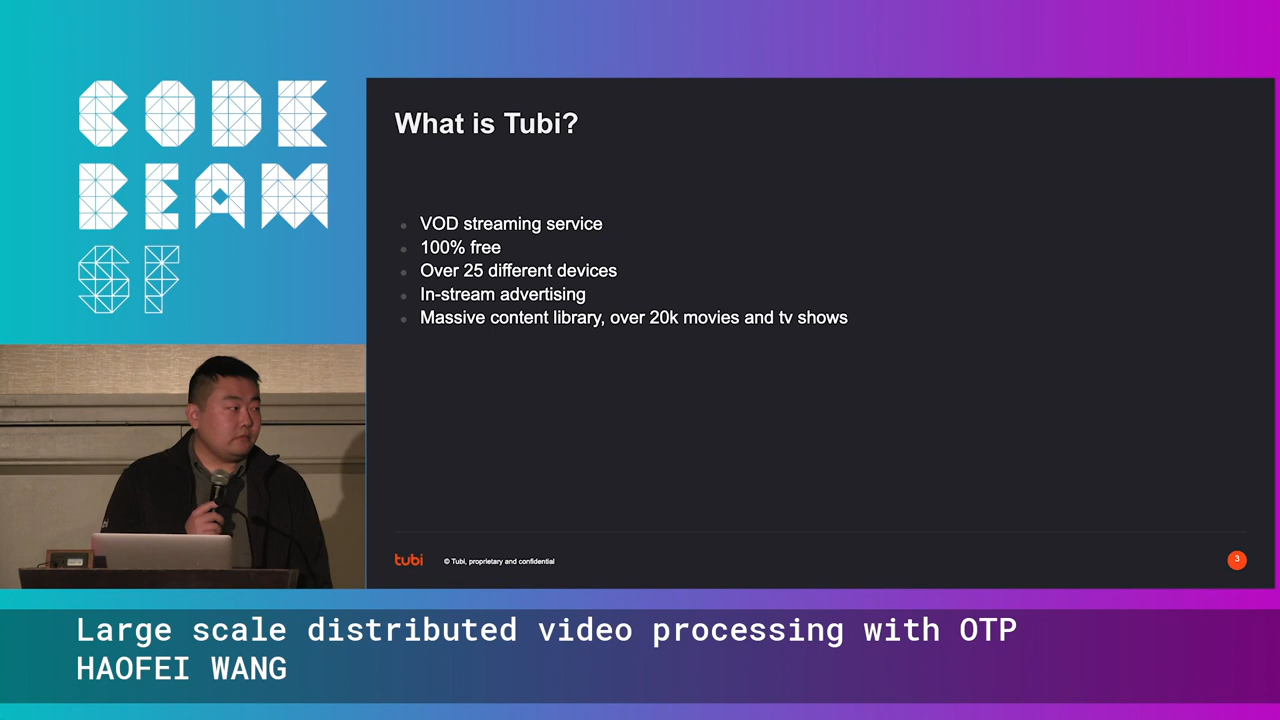 CODE
BEAM
SF
What is Tubi?
VOD streaming service
100% free
Over 25 different devices
In-stream advertising
Massive content library, over 20k movies and tv shows
tubi
© Tubi, proprietary and confidential
3
Large scale distributed video processing with OTP
HAOFEI WANG